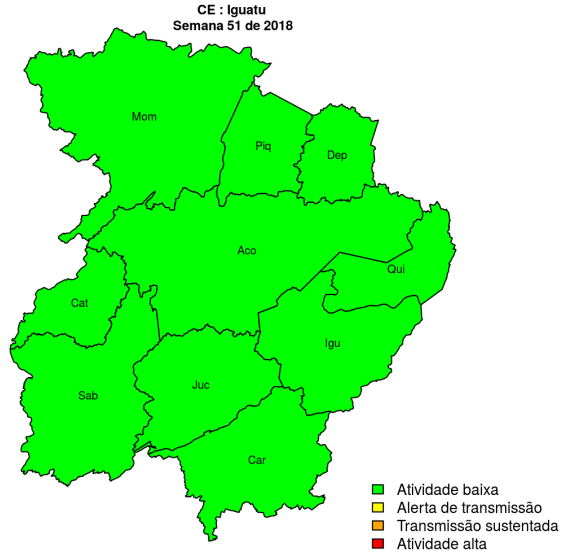 CE : Iguatu
Semana 51 de 2018
Mom
Piq
Dep
Aco
Qui
Cat
Igu
Juc
Sab
Car
Atividade baixa
Alerta de transmissão
Transmissão sustentada
Atividade alta